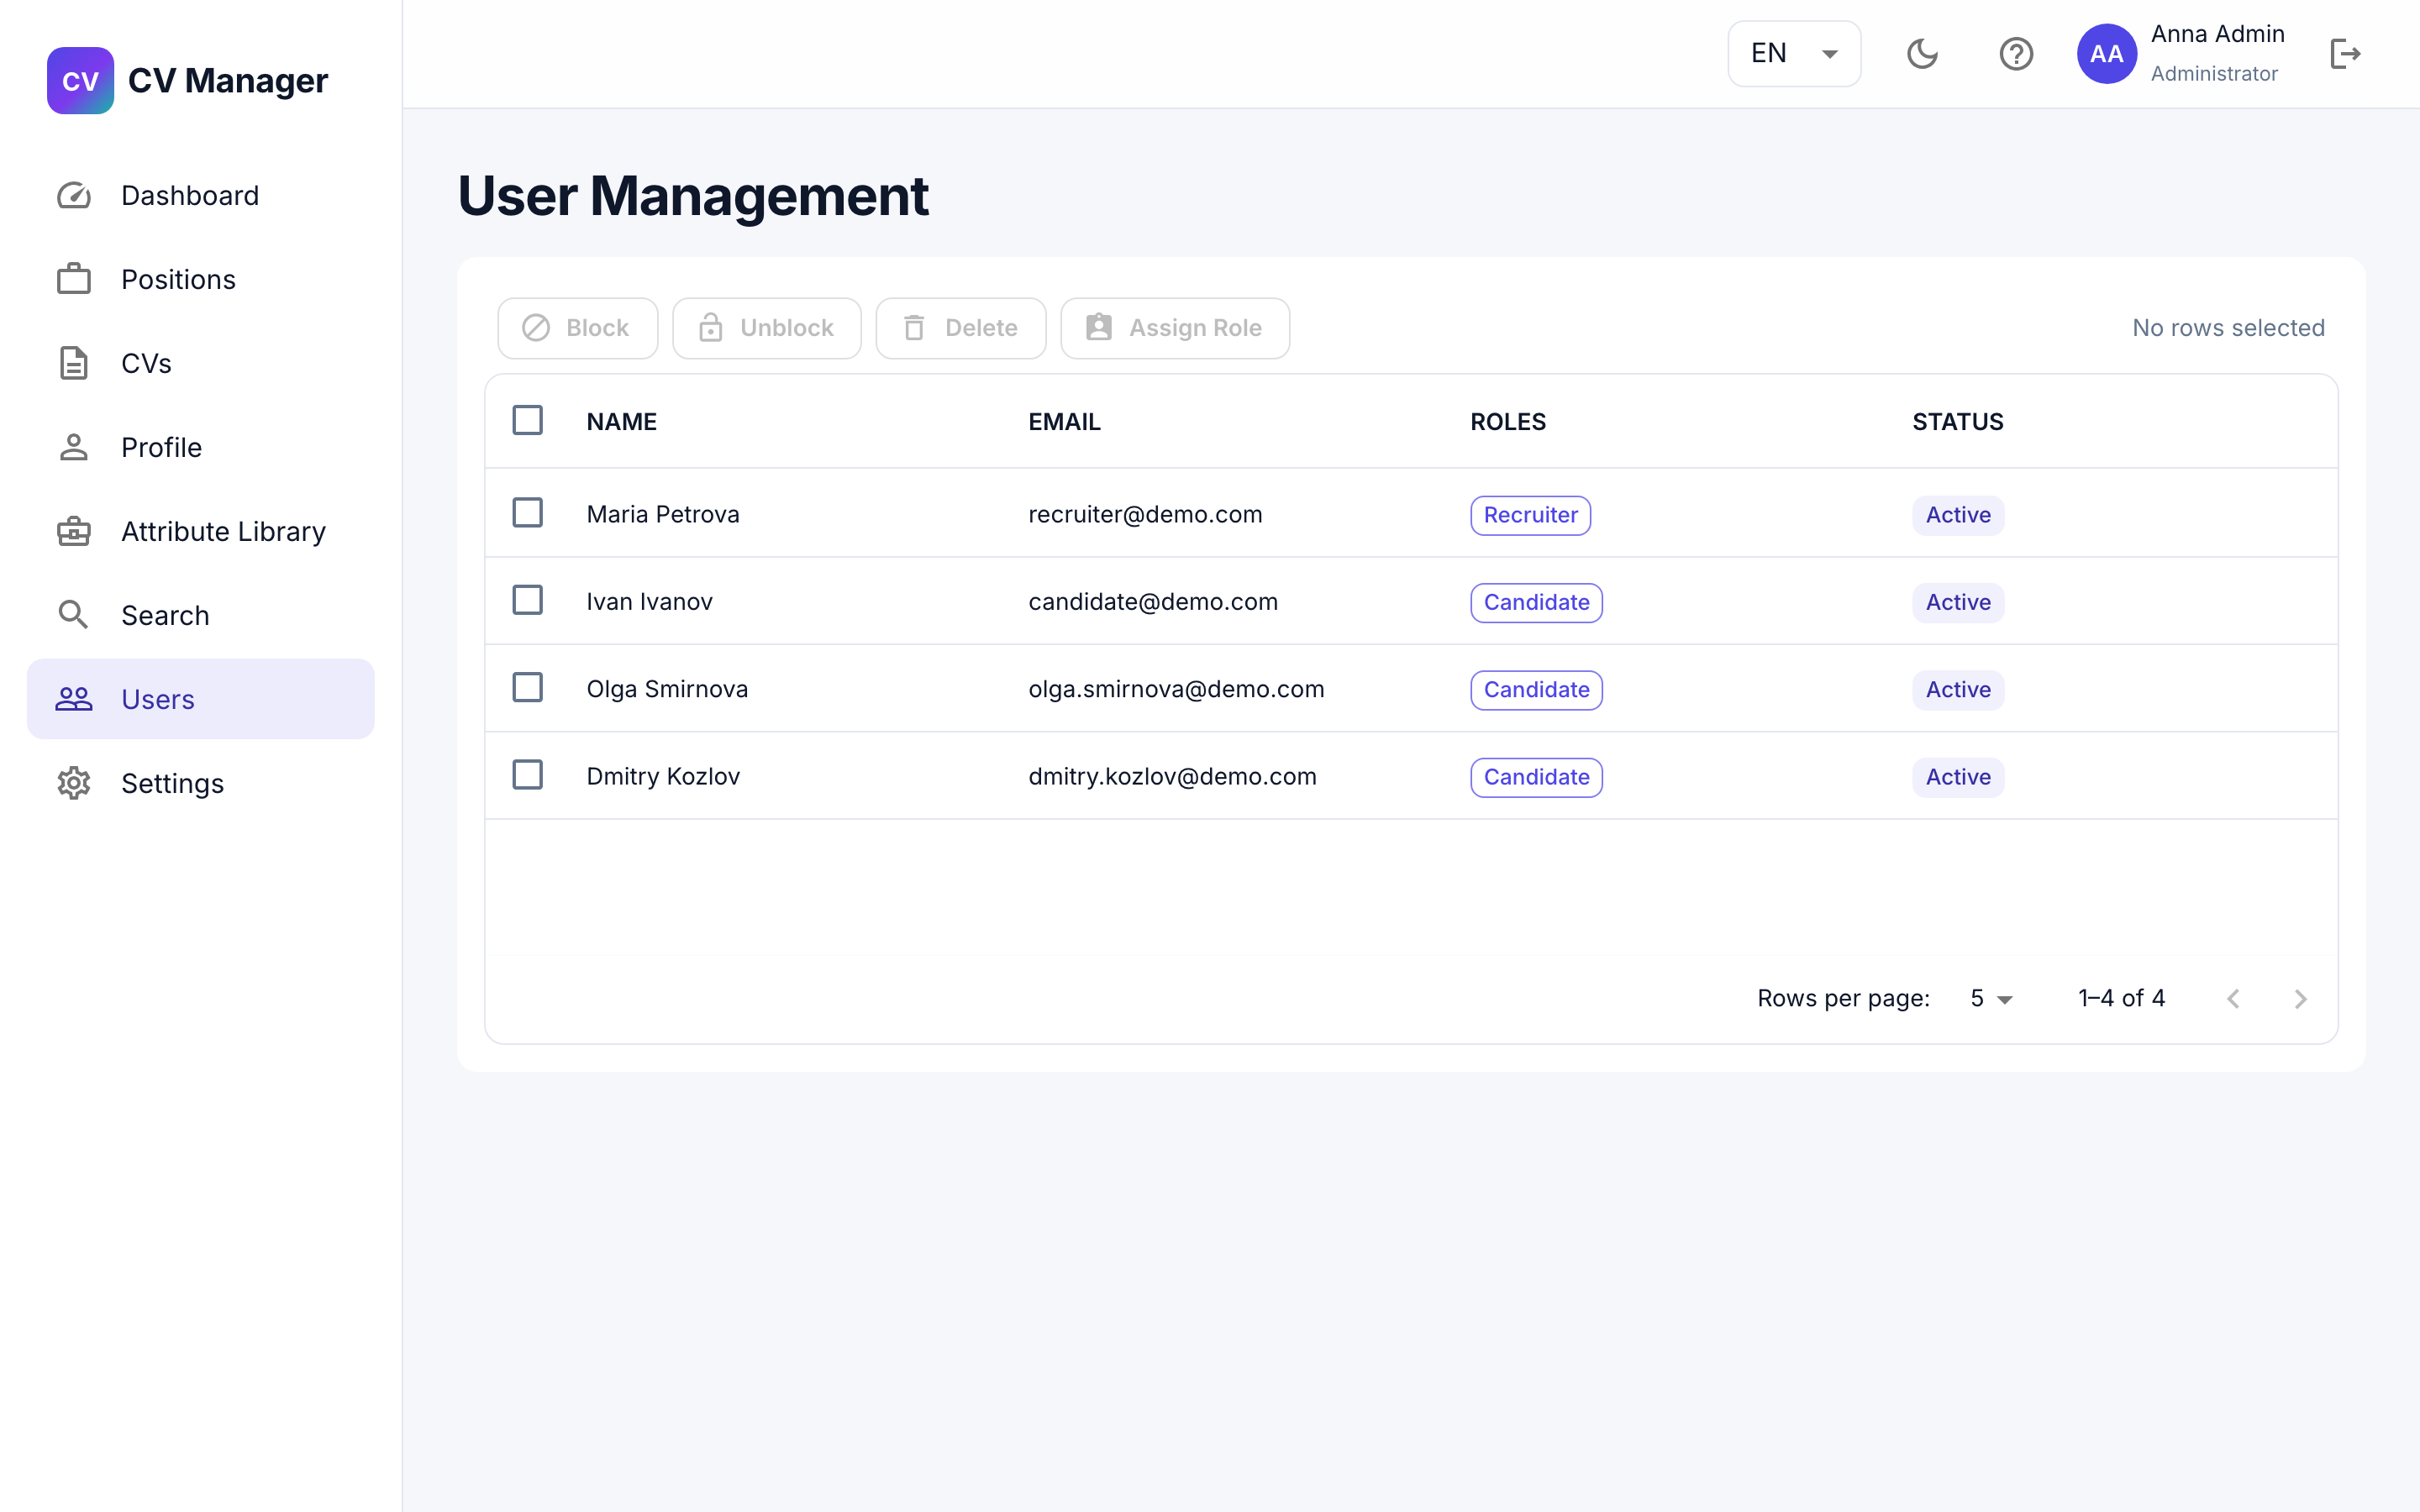 CV CV Manager
EN
AA
Anna Admin
Administrator
Dashboard
Positions
CVs
Profile
Attribute Library
Search
Users
Settings
User Management
Block Unblock Delete Assign Role No rows selected
NAME EMAIL ROLES STATUS
Maria Petrova recruiter@demo.com Recruiter Active
Ivan Ivanov candidate@demo.com Candidate Active
Olga Smirnova olga.smirnova@demo.com Candidate Active
Dmitry Kozlov dmitry.kozlov@demo.com Candidate Active
Rows per page: 5 1–4 of 4